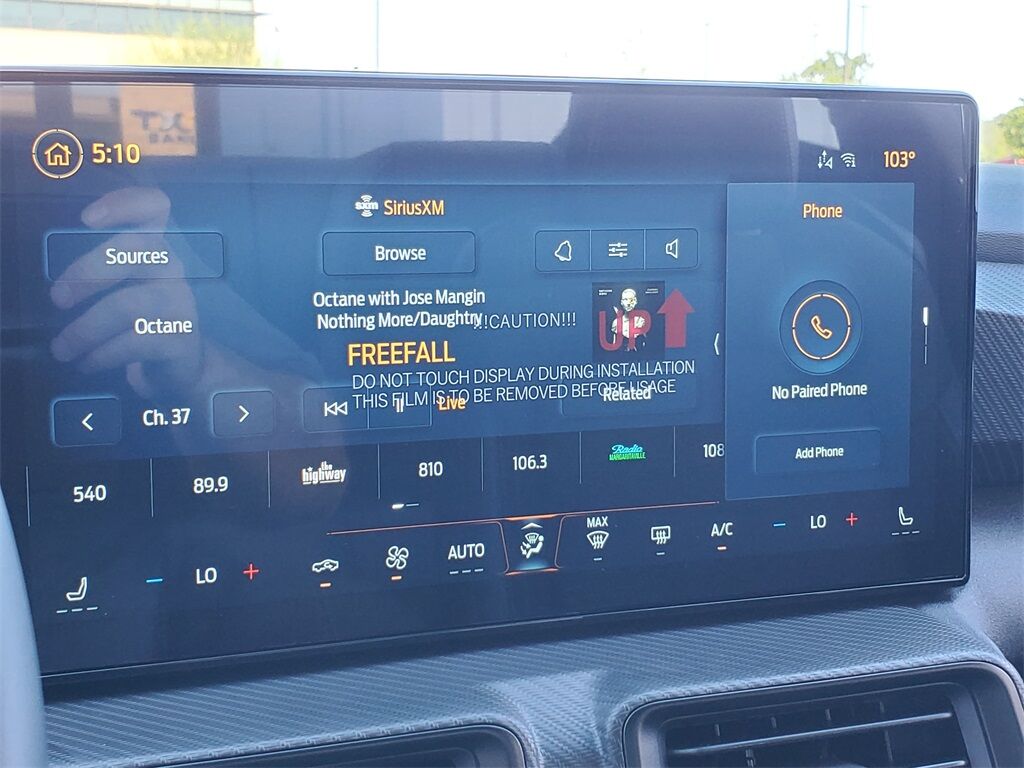 5:10
103°
sxm SiriusXM
Phone
Sources
Browse
Octane with Jose Mangin
Nothing More/Daughtry
!!!CAUTION!!!
Octane
UP
FREEFALL
DO NOT TOUCH DISPLAY DURING INSTALLATION
THIS FILM IS TO BE REMOVED BEFORE USAGE
Live
Related
No Paired Phone
Ch. 37
Add Phone
540
89.9
the highway
810
106.3
Radio
MARGARITAVILLE
108
LO
AUTO
MAX
A/C
LO